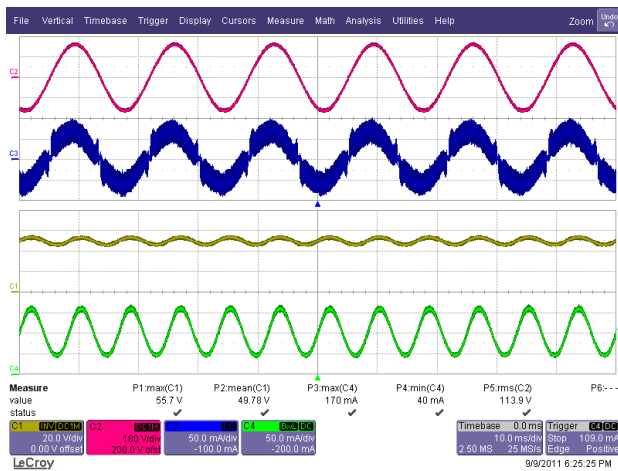 File Vertical Timebase Trigger Display Cursors Measure Math Analysis Utilities Help Zoom Undo
C2
C3
C1
C4
Measure P1:max(C1) P2:mean(C1) P3:max(C4) P4:min(C4) P5:rms(C2) P6:- - -
value 55.7 V 49.78 V 170 mA 40 mA 113.9 V
status
C1 INV DC1M C2 DC1M C3 DC C4 BwL DC Timebase 0.0 ms Trigger C4 DC
20.0 V/div 100 V/div 50.0 mA/div 50.0 mA/div 10.0 ms/div Stop 109.0 mA
0.00 V offset 200.0 V ofst -100.0 mA -200.0 mA 2.50 MS 25 MS/s Edge Positive
LeCroy 9/9/2011 6:25:25 PM